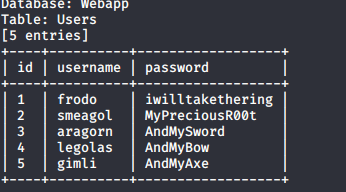 Database: Webapp
Table: Users
[5 entries]
+----+----------+------------------+
| id | username | password         |
+----+----------+------------------+
| 1  | frodo    | iwilltakethering |
| 2  | smeagol  | MyPreciousR00t   |
| 3  | aragorn  | AndMySword       |
| 4  | legolas  | AndMyBow         |
| 5  | gimli    | AndMyAxe         |
+----+----------+------------------+